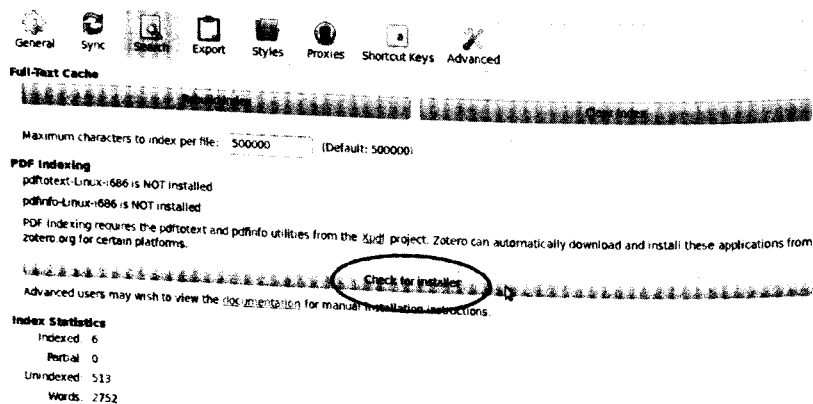 General Sync Search Export Styles Proxies Shortcut Keys Advanced
Full-Text Cache
Index
Maximum characters to index per file: 500000 (Default: 500000)
PDF Indexing
pdftotext-Linux-i686 is NOT installed
pdfinfo-Linux-i686 is NOT installed
PDF indexing requires the pdftotext and pdfinfo utilities from the Xpdf project. Zotero can automatically download and install these applications from
zotero.org for certain platforms.
Check for installer
Advanced users may wish to view the documentation for manual installation instructions.
Index Statistics
Indexed: 6
Partial: 0
Unindexed: 513
Words: 2752